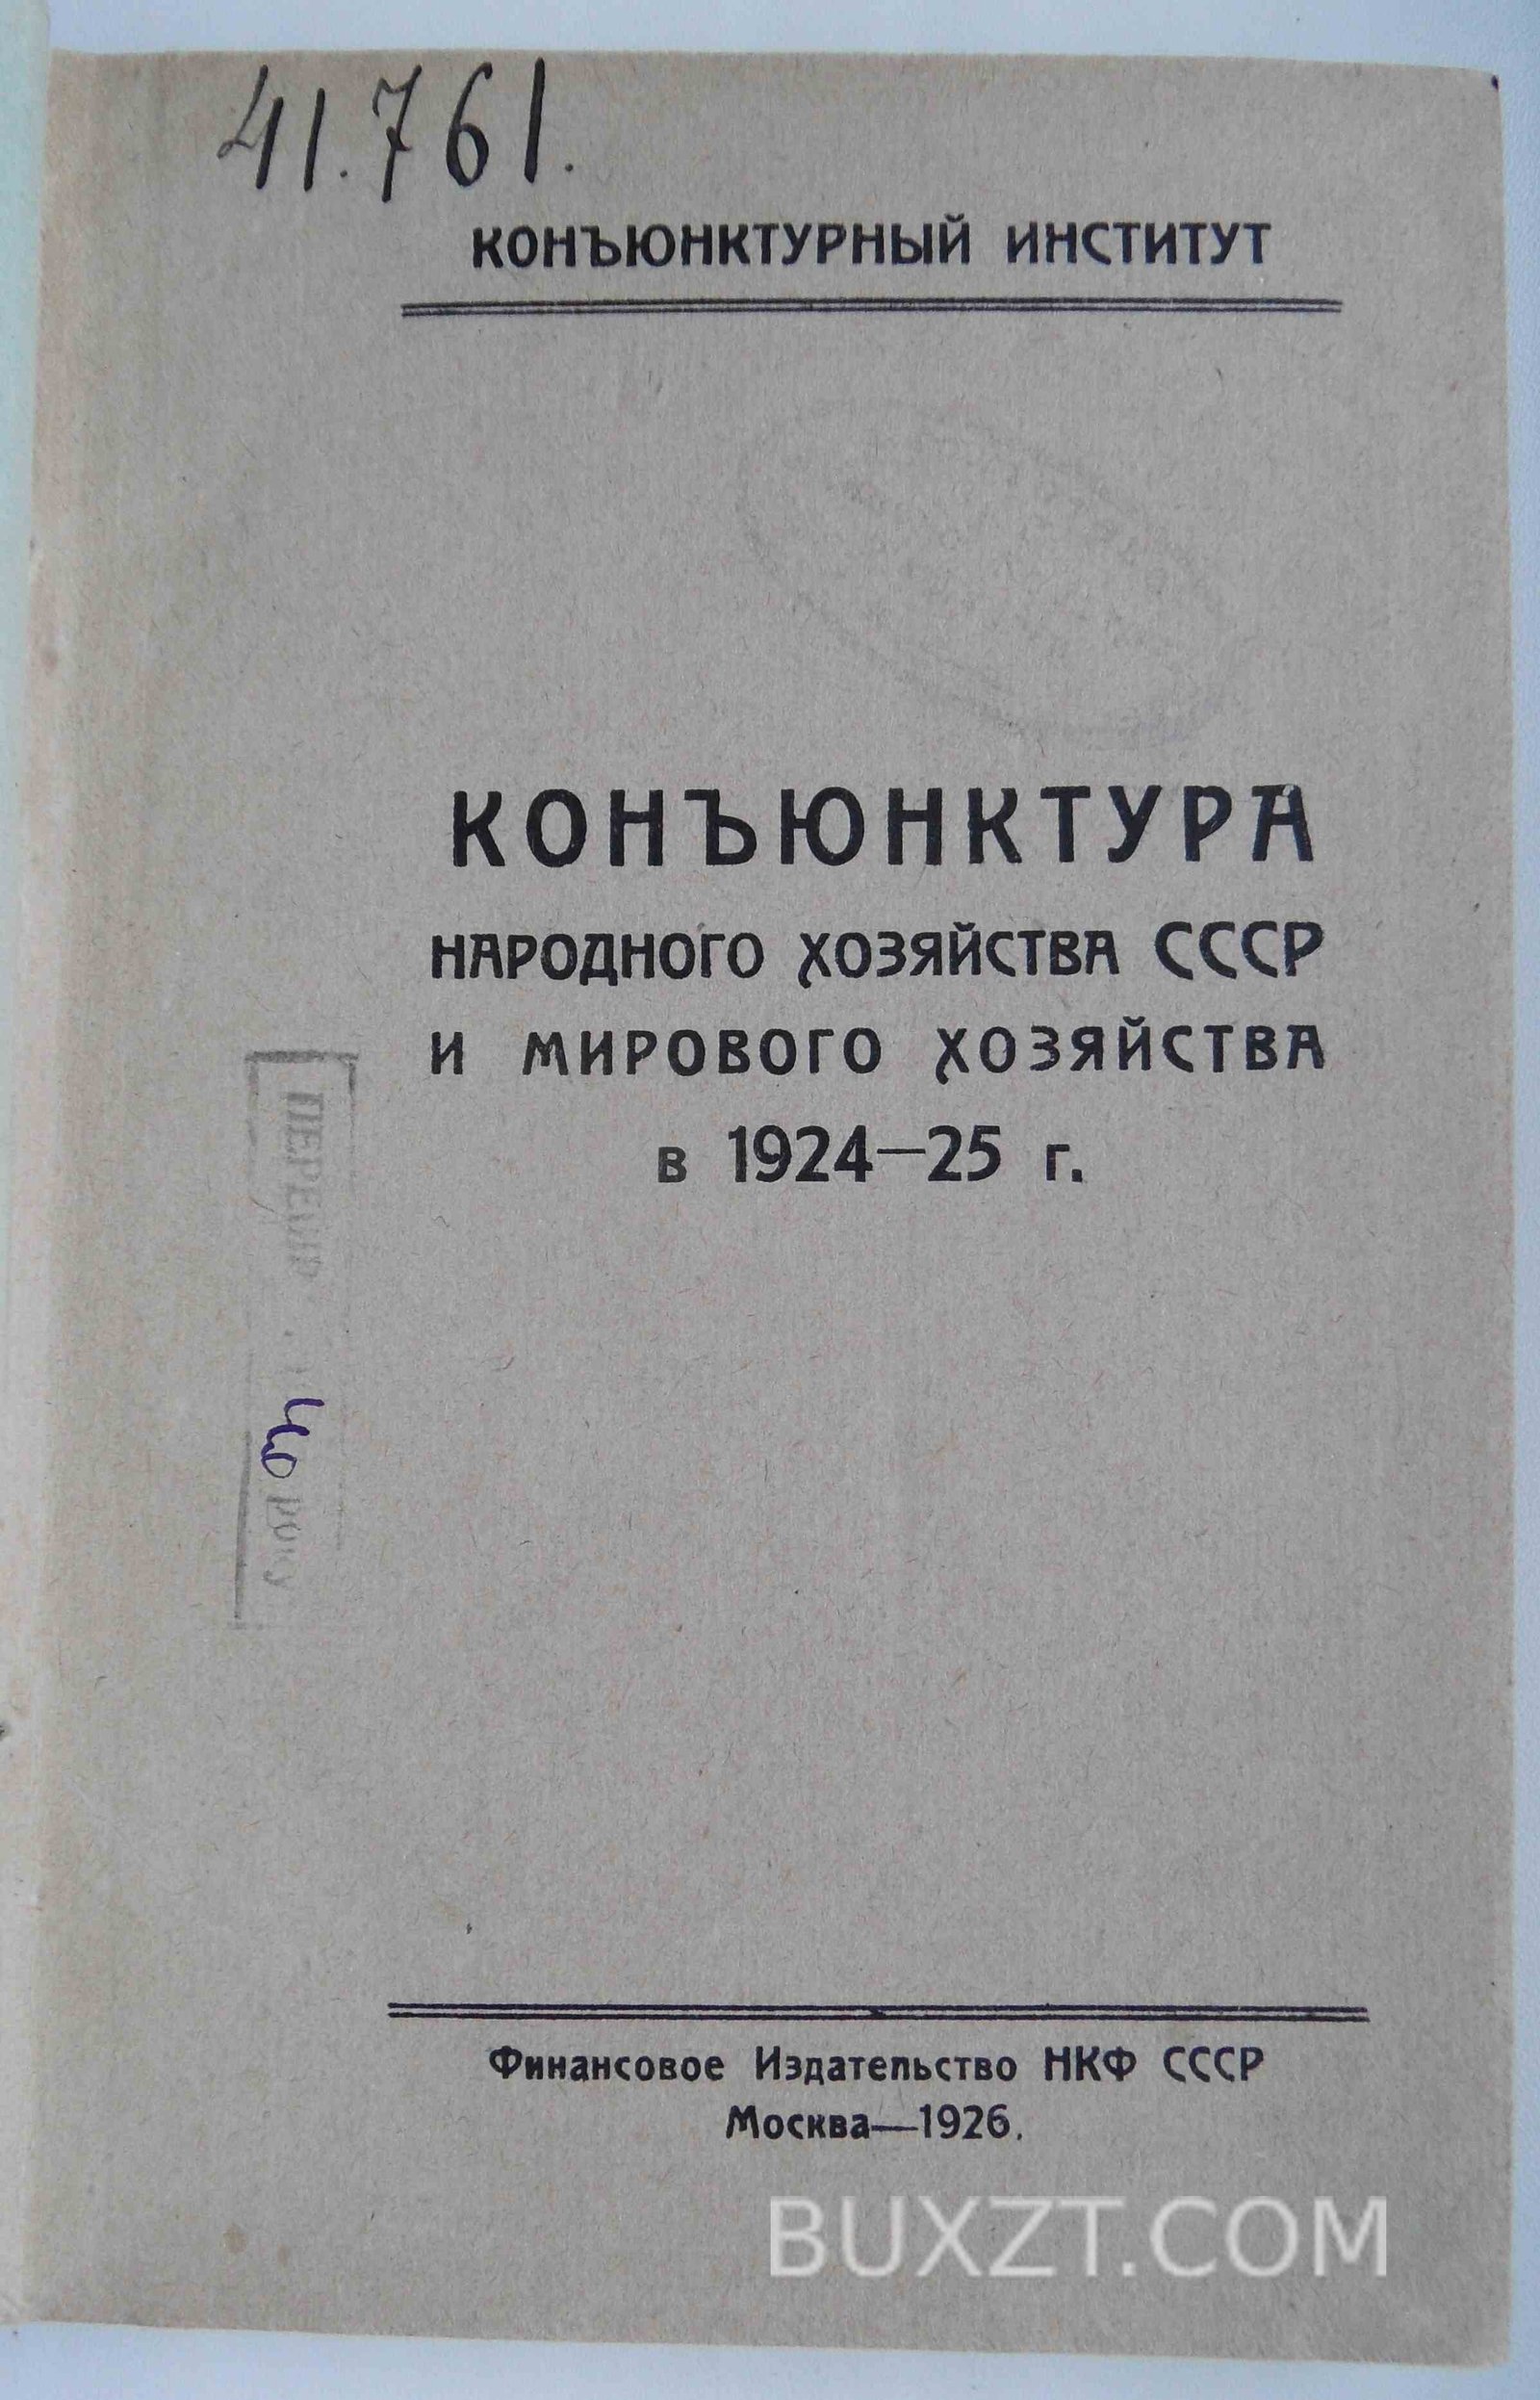 41.761.
КОНЪЮНКТУРНЫЙ ИНСТИТУТ
КОНЪЮНКТУРА
НАРОДНОГО ХОЗЯЙСТВА СССР
И МИРОВОГО ХОЗЯЙСТВА
в 1924—25 г.
року
Финансовое Издательство НКФ СССР
Москва—1926.
BUXZT.COM